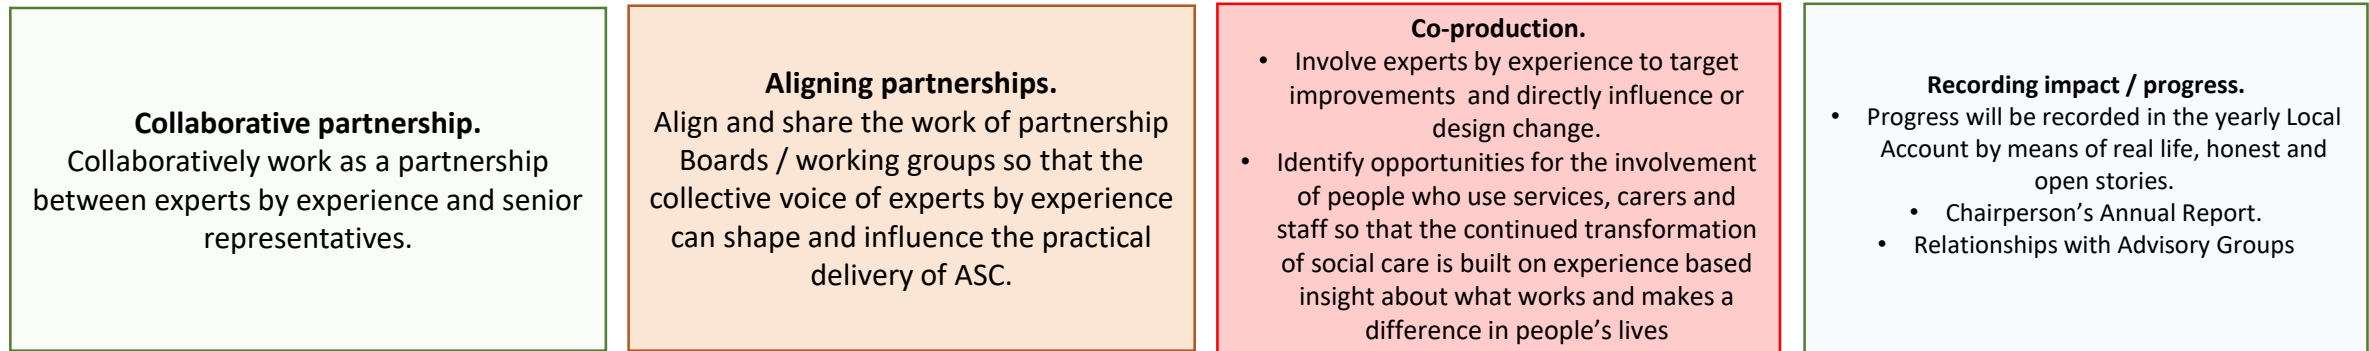 Collaborative partnership.
Collaboratively work as a partnership
between experts by experience and senior
representatives.
Aligning partnerships.
Align and share the work of partnership
Boards / working groups so that the
collective voice of experts by experience
can shape and influence the practical
delivery of ASC.
Co-production.
• Involve experts by experience to target
improvements and directly influence or
design change.
• Identify opportunities for the involvement
of people who use services, carers and
staff so that the continued transformation
of social care is built on experience based
insight about what works and makes a
difference in people’s lives
Recording impact / progress.
• Progress will be recorded in the yearly Local
Account by means of real life, honest and
open stories.
• Chairperson’s Annual Report.
• Relationships with Advisory Groups